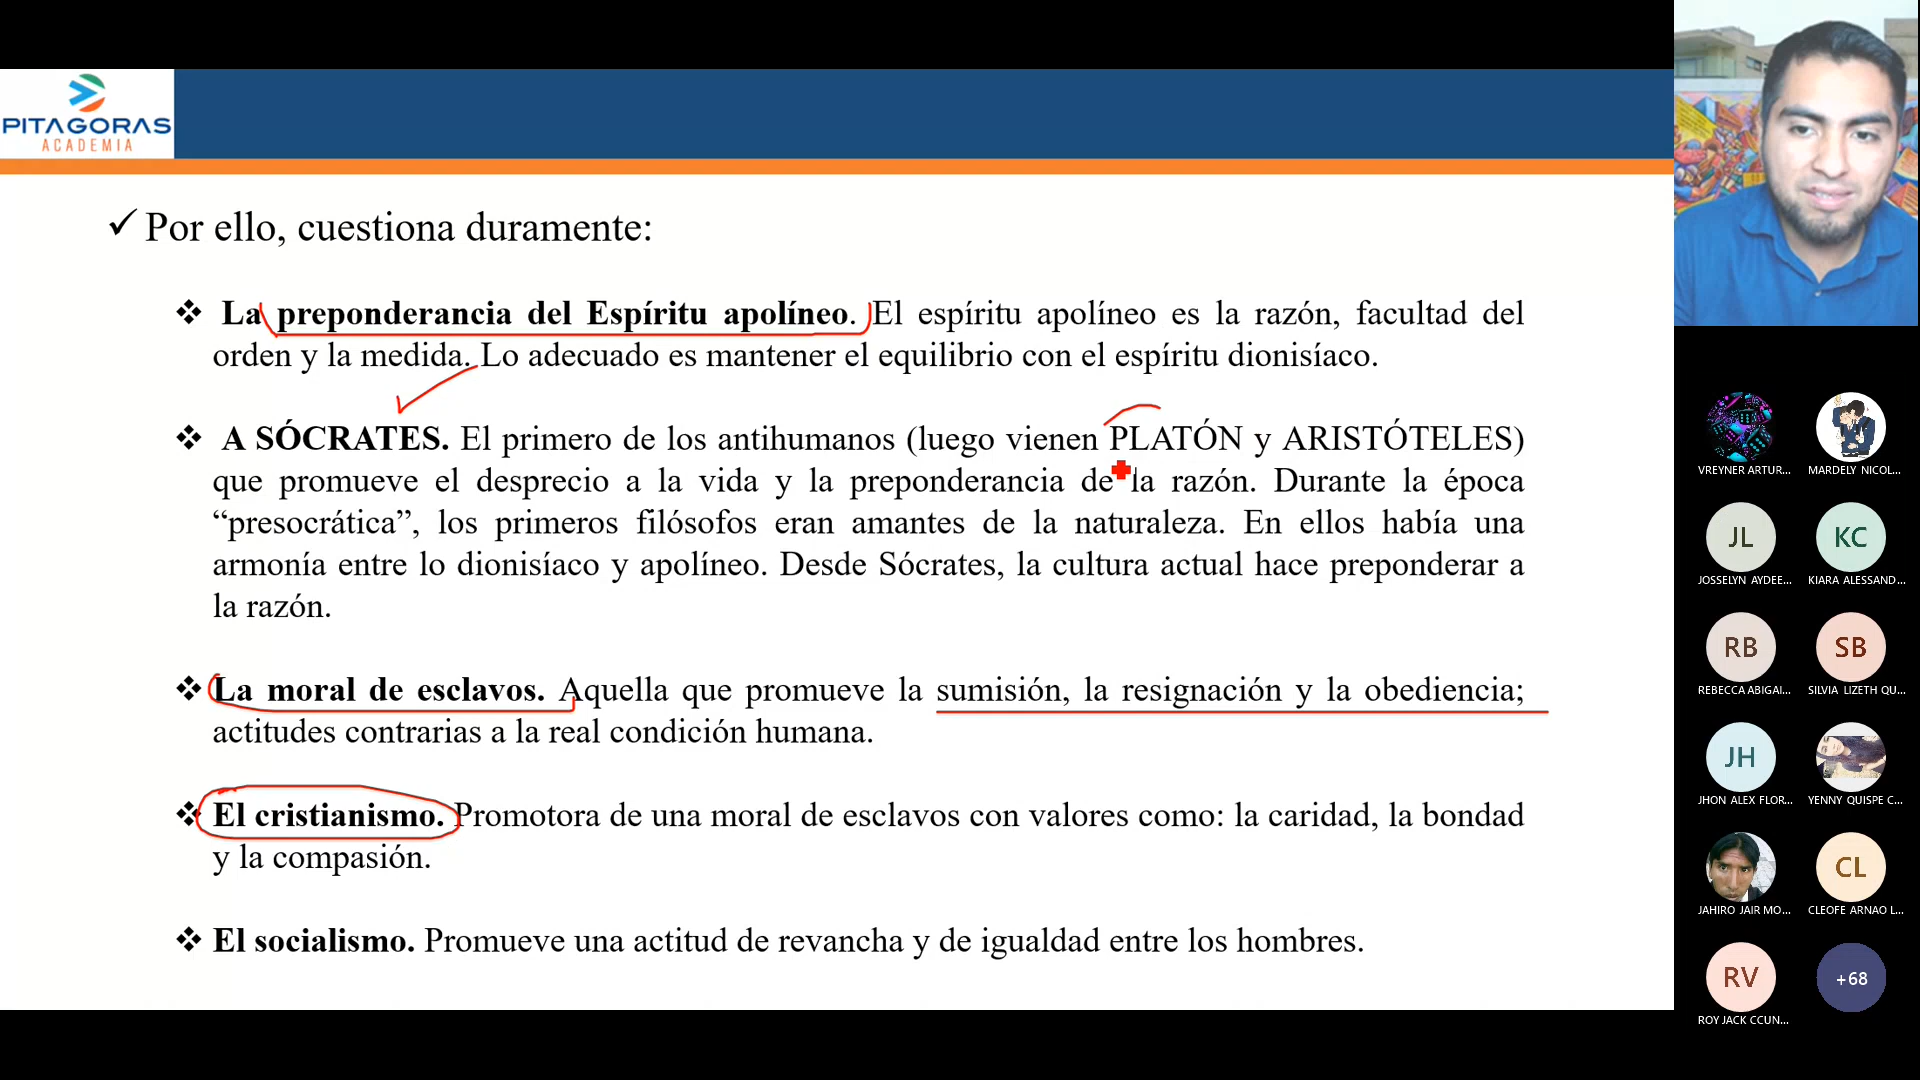 PITAGORAS
ACADEMIA
✓ Por ello, cuestiona duramente:
❖ La preponderancia del Espíritu apolíneo. El espíritu apolíneo es la razón, facultad del
orden y la medida. Lo adecuado es mantener el equilibrio con el espíritu dionisíaco.
❖ A SÓCRATES. El primero de los antihumanos (luego vienen PLATÓN y ARISTÓTELES)
que promueve el desprecio a la vida y la preponderancia de la razón. Durante la época
“presocrática”, los primeros filósofos eran amantes de la naturaleza. En ellos había una
armonía entre lo dionisíaco y apolíneo. Desde Sócrates, la cultura actual hace preponderar a
la razón.
❖ La moral de esclavos. Aquella que promueve la sumisión, la resignación y la obediencia;
actitudes contrarias a la real condición humana.
❖ El cristianismo. Promotora de una moral de esclavos con valores como: la caridad, la bondad
y la compasión.
❖ El socialismo. Promueve una actitud de revancha y de igualdad entre los hombres.
VREYNER ARTUR...
MARDELY NICOL...
JL
KC
JOSSELYN AYDEE...
KIARA ALESSAND...
RB
SB
REBECCA ABIGAI...
SILVIA LIZETH QU...
JH
JHON ALEX FLOR...
YENNY QUISPE C...
CL
JAHIRO JAIR MO...
CLEOFE ARNAO L...
RV
+68
ROY JACK CCUN...